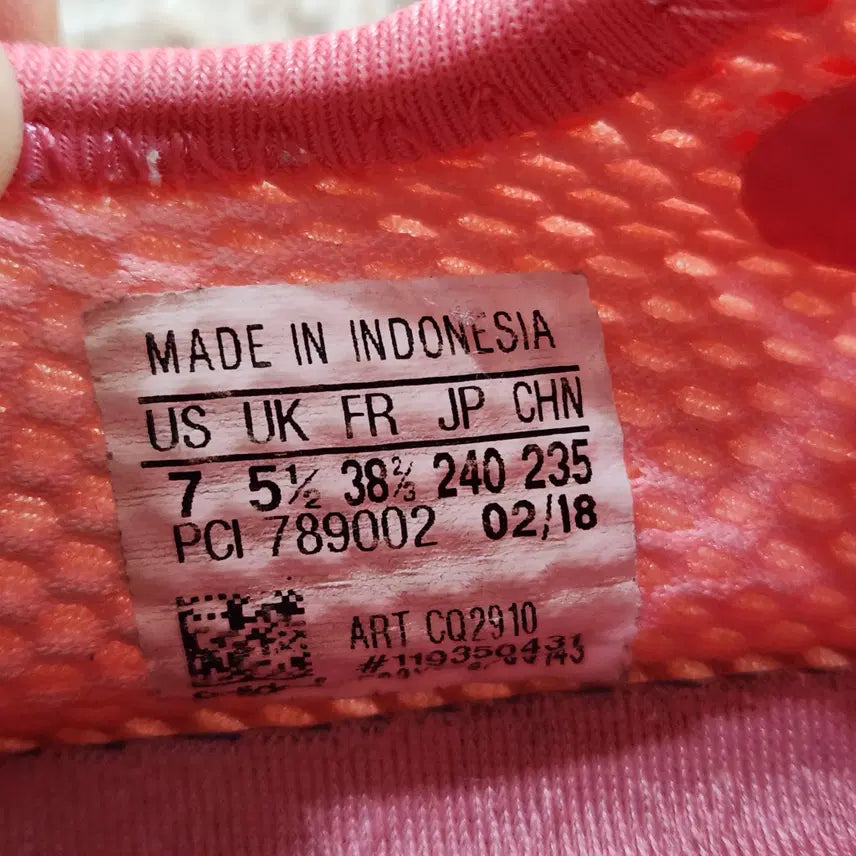 MADE IN INDONESIA
US UK FR JP CHN
7 5½ 38⅔ 240 235
PCI 789002 02/18
ART CQ2910